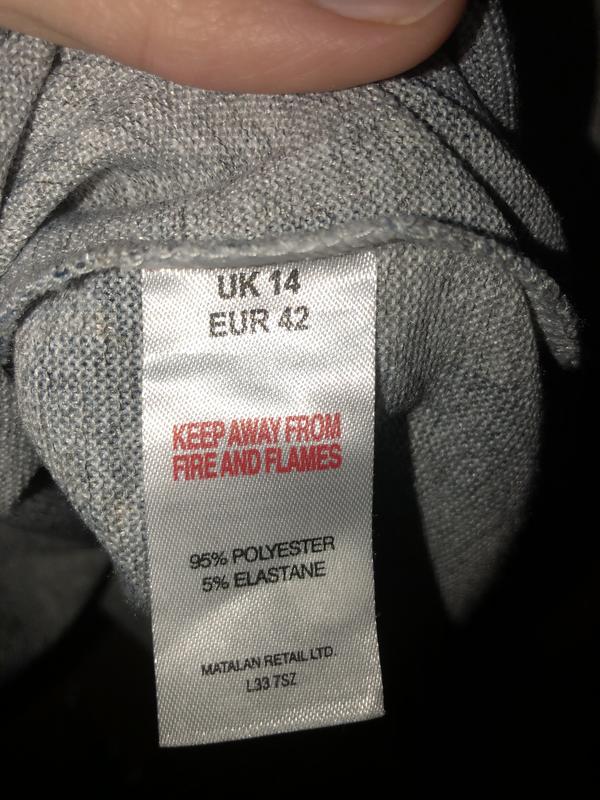 UK 14
EUR 42
KEEP AWAY FROM
FIRE AND FLAMES
95% POLYESTER
5% ELASTANE
MATALAN RETAIL LTD.
L33 7SZ